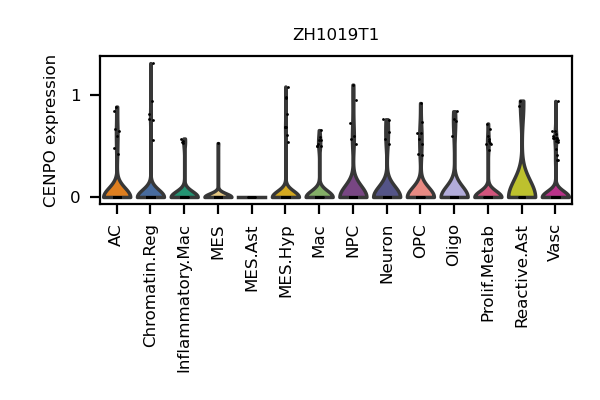 ZH1019T1
CENPO expression
1
0
AC
Chromatin.Reg
Inflammatory.Mac
MES
MES.Ast
MES.Hyp
Mac
NPC
Neuron
OPC
Oligo
Prolif.Metab
Reactive.Ast
Vasc